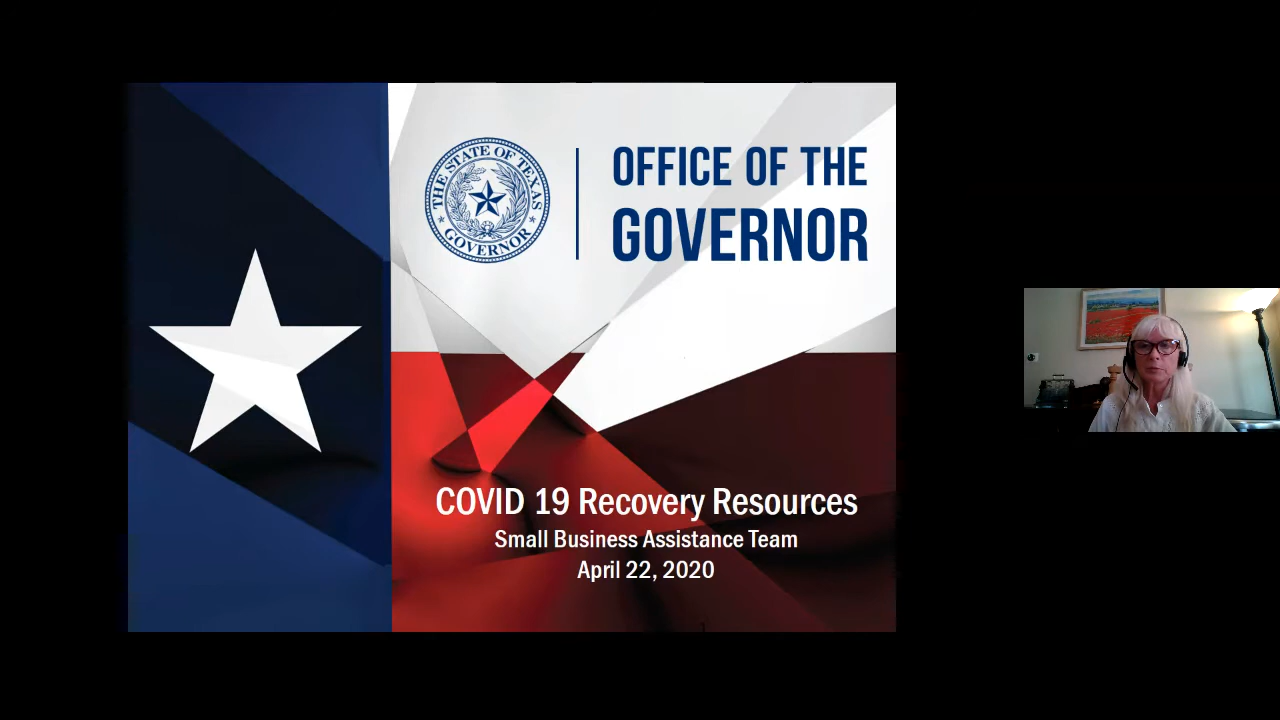 THE STATE OF TEXAS
GOVERNOR
OFFICE OF THE
GOVERNOR
COVID 19 Recovery Resources
Small Business Assistance Team
April 22, 2020